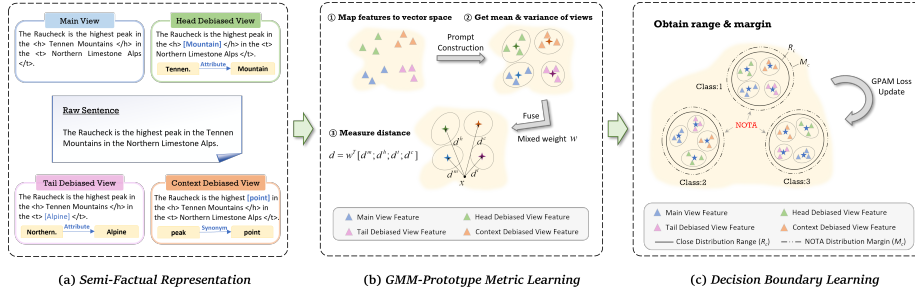 Main View
The Raucheck is the highest peak in
the <h> Tennen Mountains </h> in
the <t> Northern Limestone Alps
</t>.
Head Debiased View
The Raucheck is the highest peak in
the <h> [Mountain] </h> in the <t>
Northern Limestone Alps </t>.
Tennen. Attribute Mountain
Raw Sentence
The Raucheck is the highest peak in the Tennen
Mountains in the Northern Limestone Alps.
Tail Debiased View
The Raucheck is the highest peak in
the <h> Tennen Mountains </h> in
the <t> [Alpine] </t>.
Northern. Attribute Alpine
Context Debiased View
The Raucheck is the highest [point] in
the <h> Tennen Mountains </h> in
the <t> Northern Limestone Alps </t>.
peak Synonym point
(a) Semi-Factual Representation
① Map features to vector space
② Get mean & variance of views
Prompt
Construction
Fuse
Mixed weight w
③ Measure distance
d = w^T [d^m; d^h; d^t; d^c]
d^h
d^c
d^m
d^t
x
Main View Feature
Head Debiased View Feature
Tail Debiased View Feature
Context Debiased View Feature
(b) GMM-Prototype Metric Learning
Obtain range & margin
R_c
M_c
Class:1
GPAM Loss
Update
NOTA
Class:2
Class:3
Main View Feature
Head Debiased View Feature
Tail Debiased View Feature
Context Debiased View Feature
Close Distribution Range (R_c)
NOTA Distribution Margin (M_c)
(c) Decision Boundary Learning